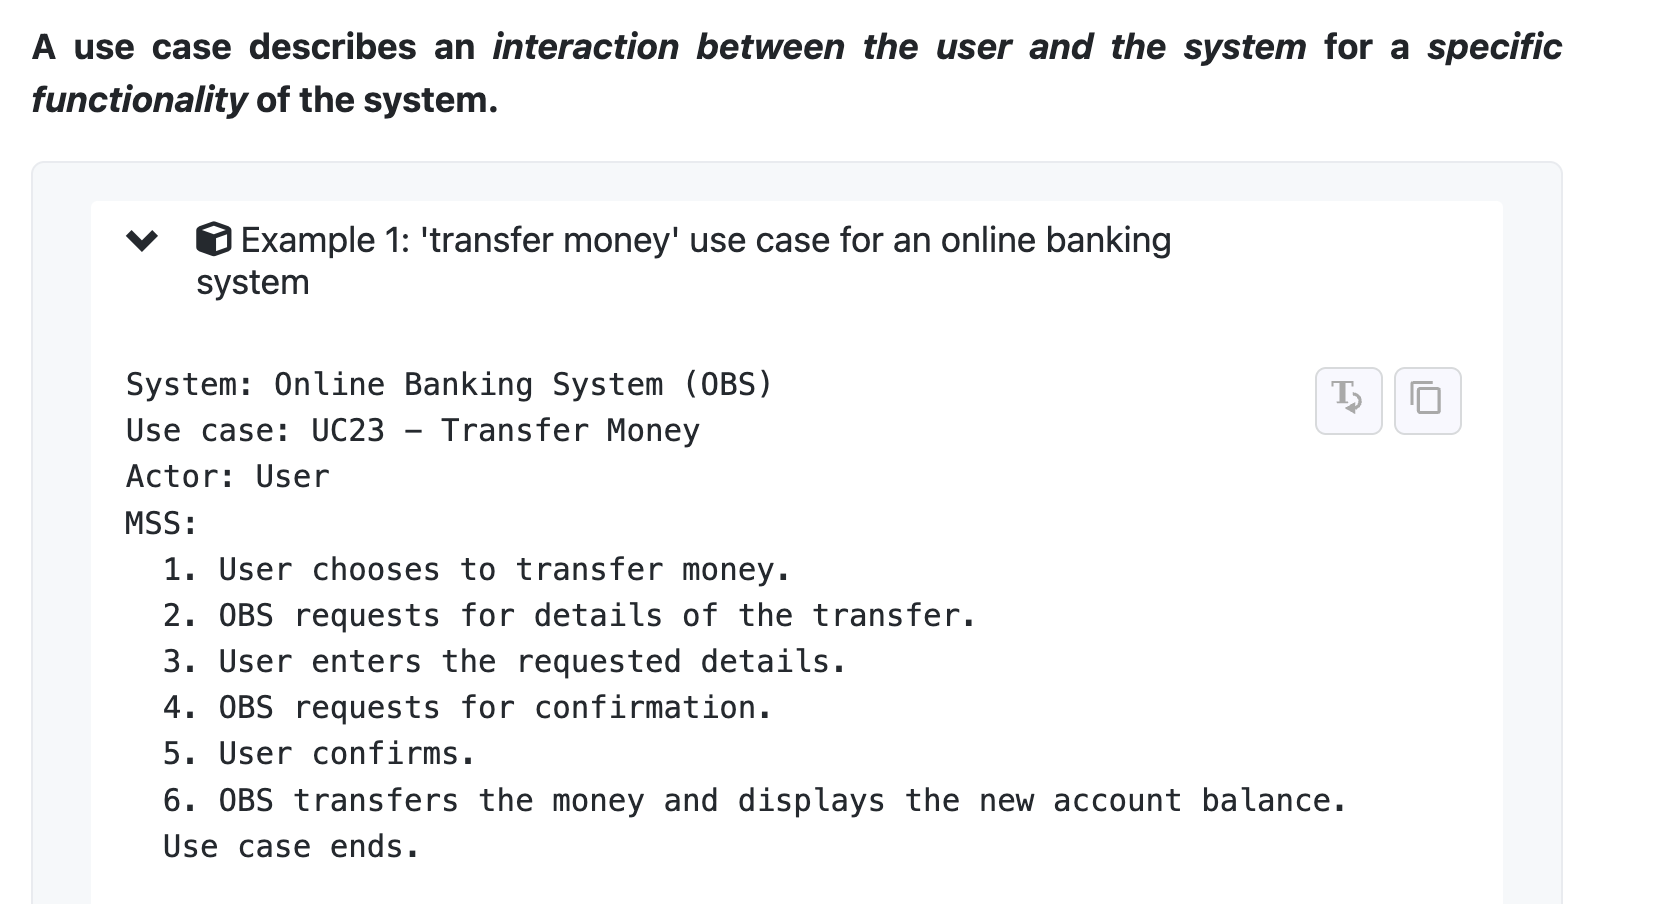 A use case describes an interaction between the user and the system for a specific
functionality of the system.
Example 1: 'transfer money' use case for an online banking
system
System: Online Banking System (OBS)
Use case: UC23 – Transfer Money
Actor: User
MSS:
1. User chooses to transfer money.
2. OBS requests for details of the transfer.
3. User enters the requested details.
4. OBS requests for confirmation.
5. User confirms.
6. OBS transfers the money and displays the new account balance.
Use case ends.